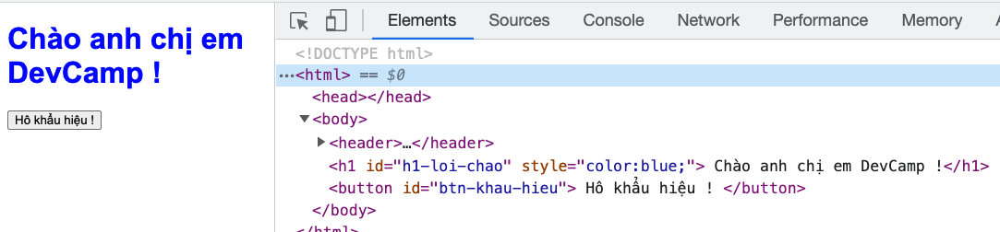 Chào anh chị em
DevCamp !
Hô khẩu hiệu !
Elements Sources Console Network Performance Memory
<!DOCTYPE html>
…<html> == $0
<head></head>
▼<body>
▶<header>…</header>
<h1 id="h1-loi-chao" style="color:blue;"> Chào anh chị em DevCamp !</h1>
<button id="btn-khau-hieu"> Hô khẩu hiệu ! </button>
</body>
</html>